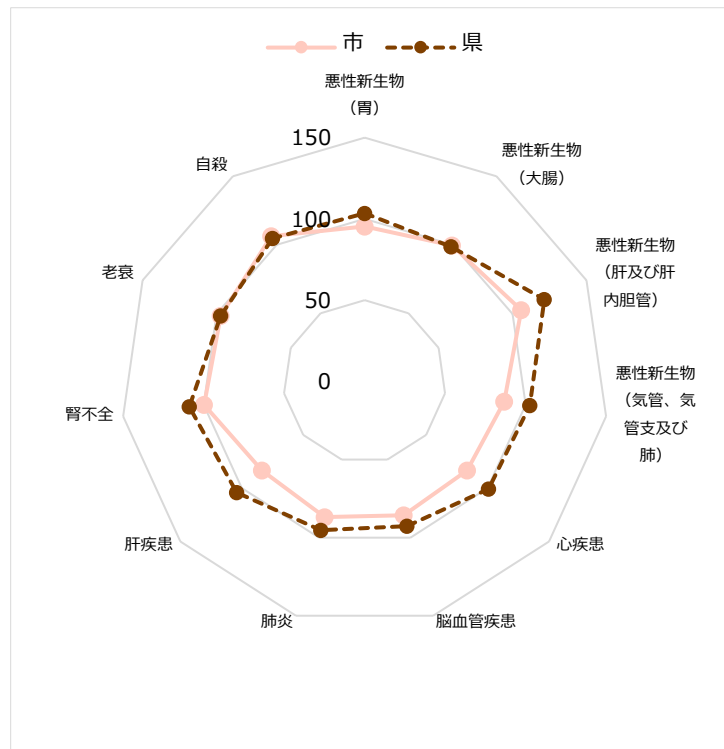 市
県
悪性新生物
（胃）
150
100
50
0
悪性新生物
（大腸）
悪性新生物
（肝及び肝
内胆管）
悪性新生物
（気管、気
管支及び
肺）
心疾患
脳血管疾患
肺炎
肝疾患
腎不全
老衰
自殺